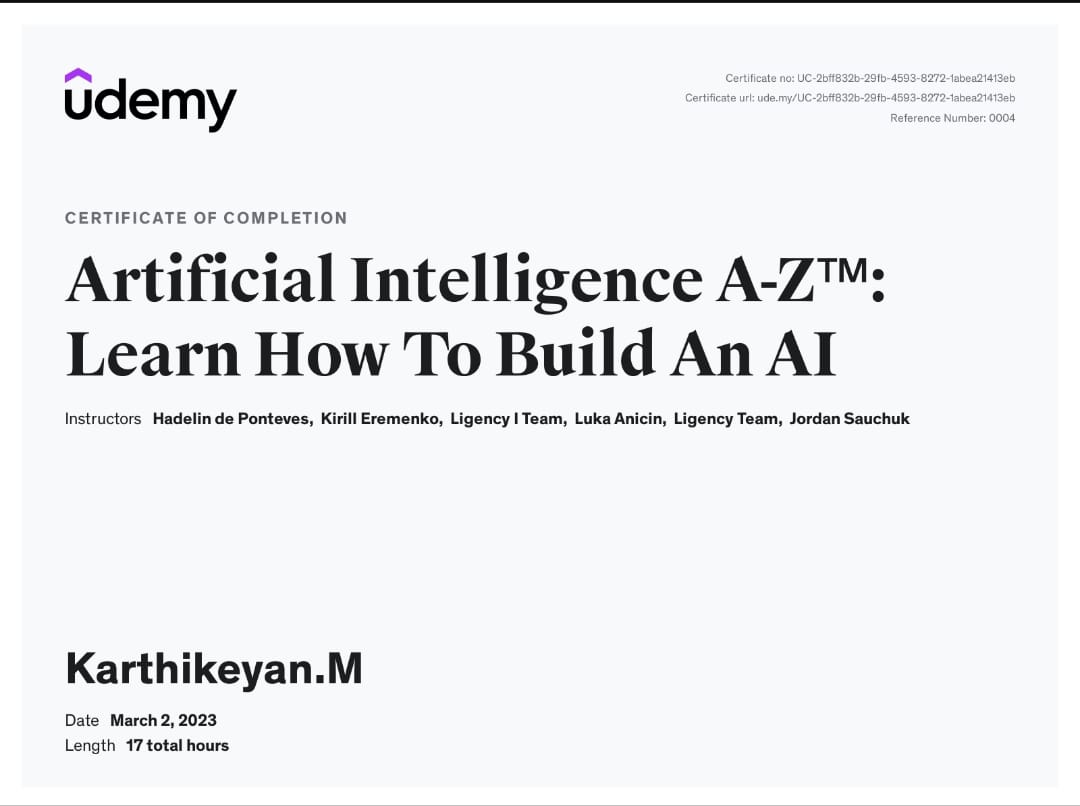 udemy
Certificate no: UC-2bff832b-29fb-4593-8272-1abea21413eb
Certificate url: ude.my/UC-2bff832b-29fb-4593-8272-1abea21413eb
Reference Number: 0004
CERTIFICATE OF COMPLETION
Artificial Intelligence A-Z™:
Learn How To Build An AI
Instructors Hadelin de Ponteves, Kirill Eremenko, Ligency I Team, Luka Anicin, Ligency Team, Jordan Sauchuk
Karthikeyan.M
Date March 2, 2023
Length 17 total hours